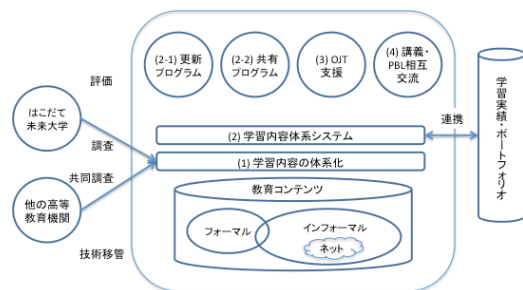 (2-1) 更新
プログラム
(2-2) 共有
プログラム
(3) OJT
支援
(4) 講義・
PBL相互
交流
評価
はこだて
未来大学
調査
共同調査
他の高等
教育機関
技術移管
(2) 学習内容体系システム
(1) 学習内容の体系化
教育コンテンツ
フォーマル
インフォーマル
ネット
連携
学習実績・ポートフォリオ